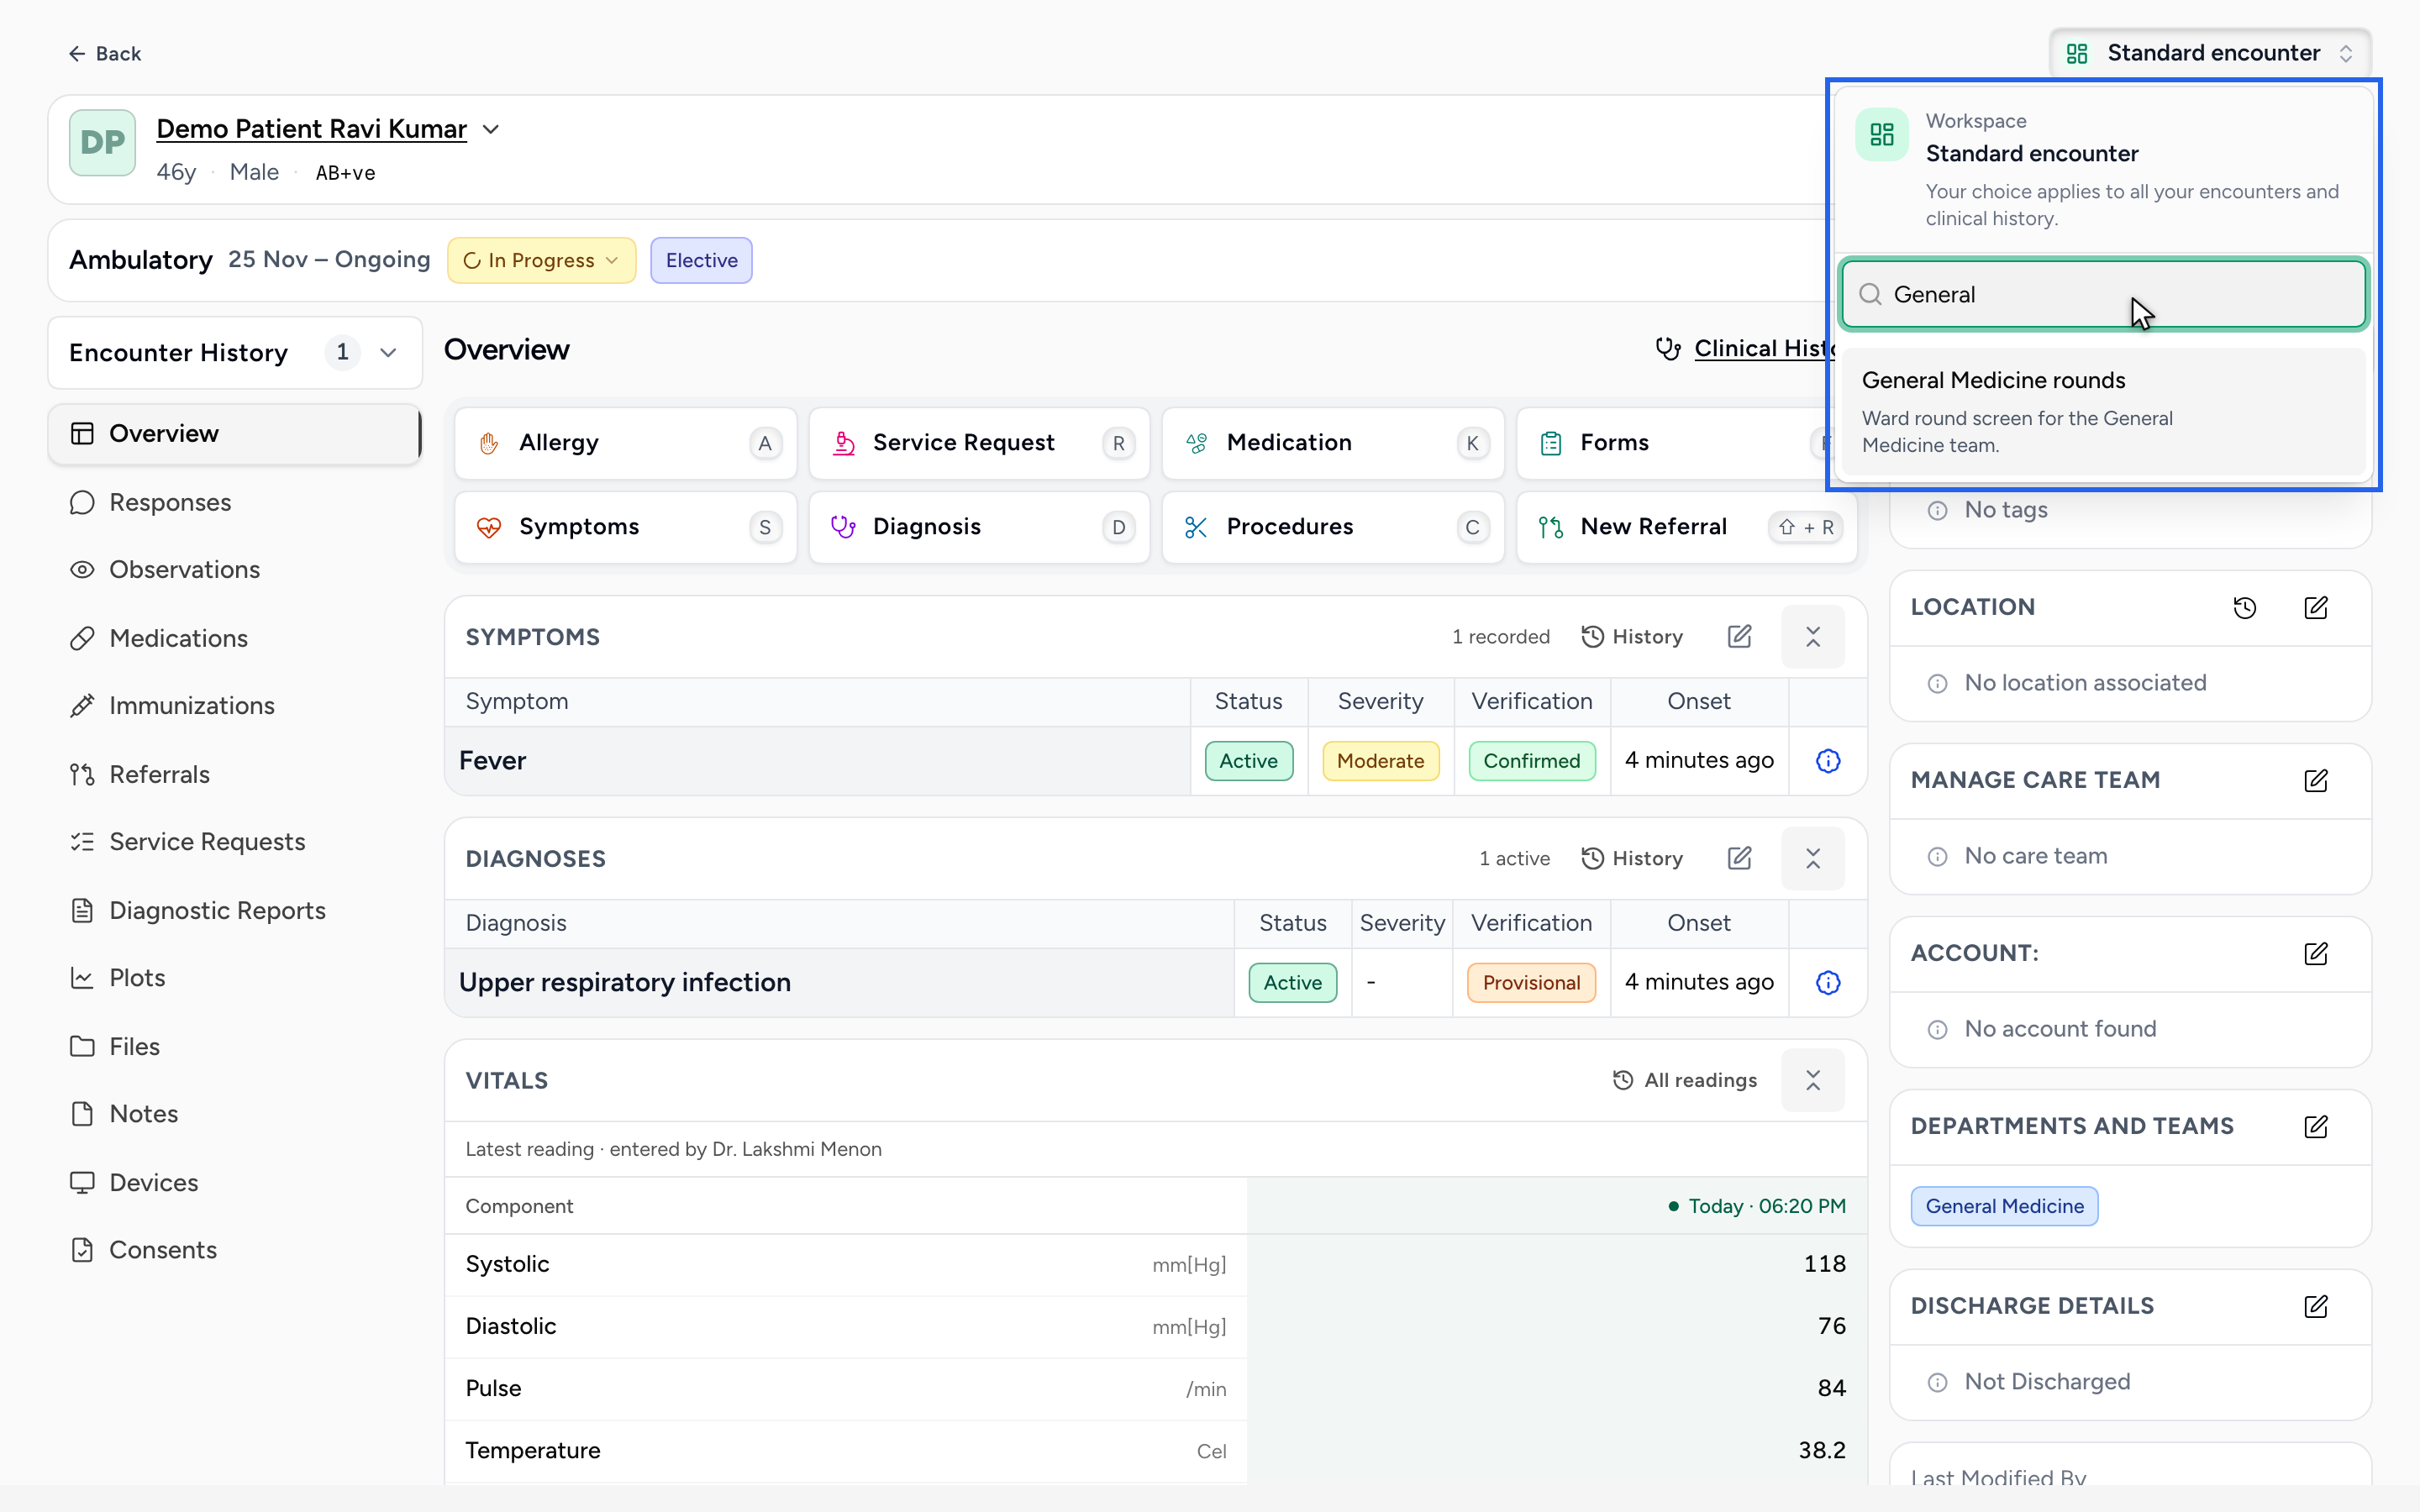 Back
Standard encounter
DP
Demo Patient Ravi Kumar
46y · Male · AB+ve
Workspace
Standard encounter
Your choice applies to all your encounters and
clinical history.
Ambulatory 25 Nov – Ongoing In Progress Elective
General
General Medicine rounds
Ward round screen for the General
Medicine team.
Encounter History 1
Overview
Responses
Observations
Medications
Immunizations
Referrals
Service Requests
Diagnostic Reports
Plots
Files
Notes
Devices
Consents
Overview
Clinical Histo
Allergy A
Service Request R
Medication K
Forms
Symptoms S
Diagnosis D
Procedures C
New Referral ⇧ + R
SYMPTOMS 1 recorded History
Symptom Status Severity Verification Onset
Fever Active Moderate Confirmed 4 minutes ago
DIAGNOSES 1 active History
Diagnosis Status Severity Verification Onset
Upper respiratory infection Active - Provisional 4 minutes ago
VITALS All readings
Latest reading · entered by Dr. Lakshmi Menon
Component Today · 06:20 PM
Systolic mm[Hg] 118
Diastolic mm[Hg] 76
Pulse /min 84
Temperature Cel 38.2
No tags
LOCATION
No location associated
MANAGE CARE TEAM
No care team
ACCOUNT:
No account found
DEPARTMENTS AND TEAMS
General Medicine
DISCHARGE DETAILS
Not Discharged
Last Modified By